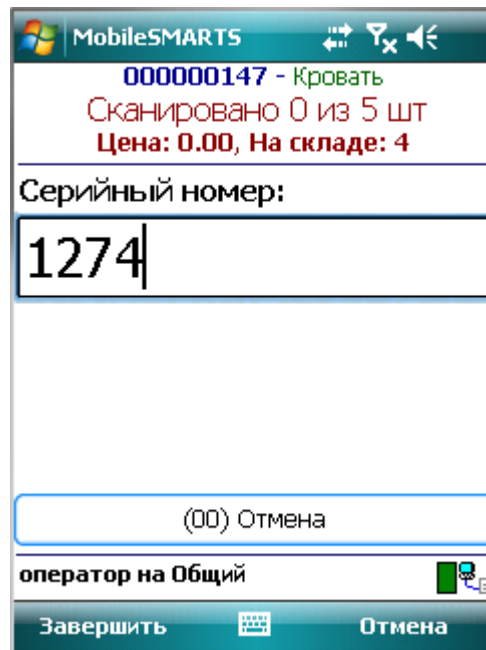 MobileSMARTS
000000147 - Кровать
Сканировано 0 из 5 шт
Цена: 0.00, На складе: 4
Серийный номер:
1274
(00) Отмена
оператор на Общий
Завершить Отмена